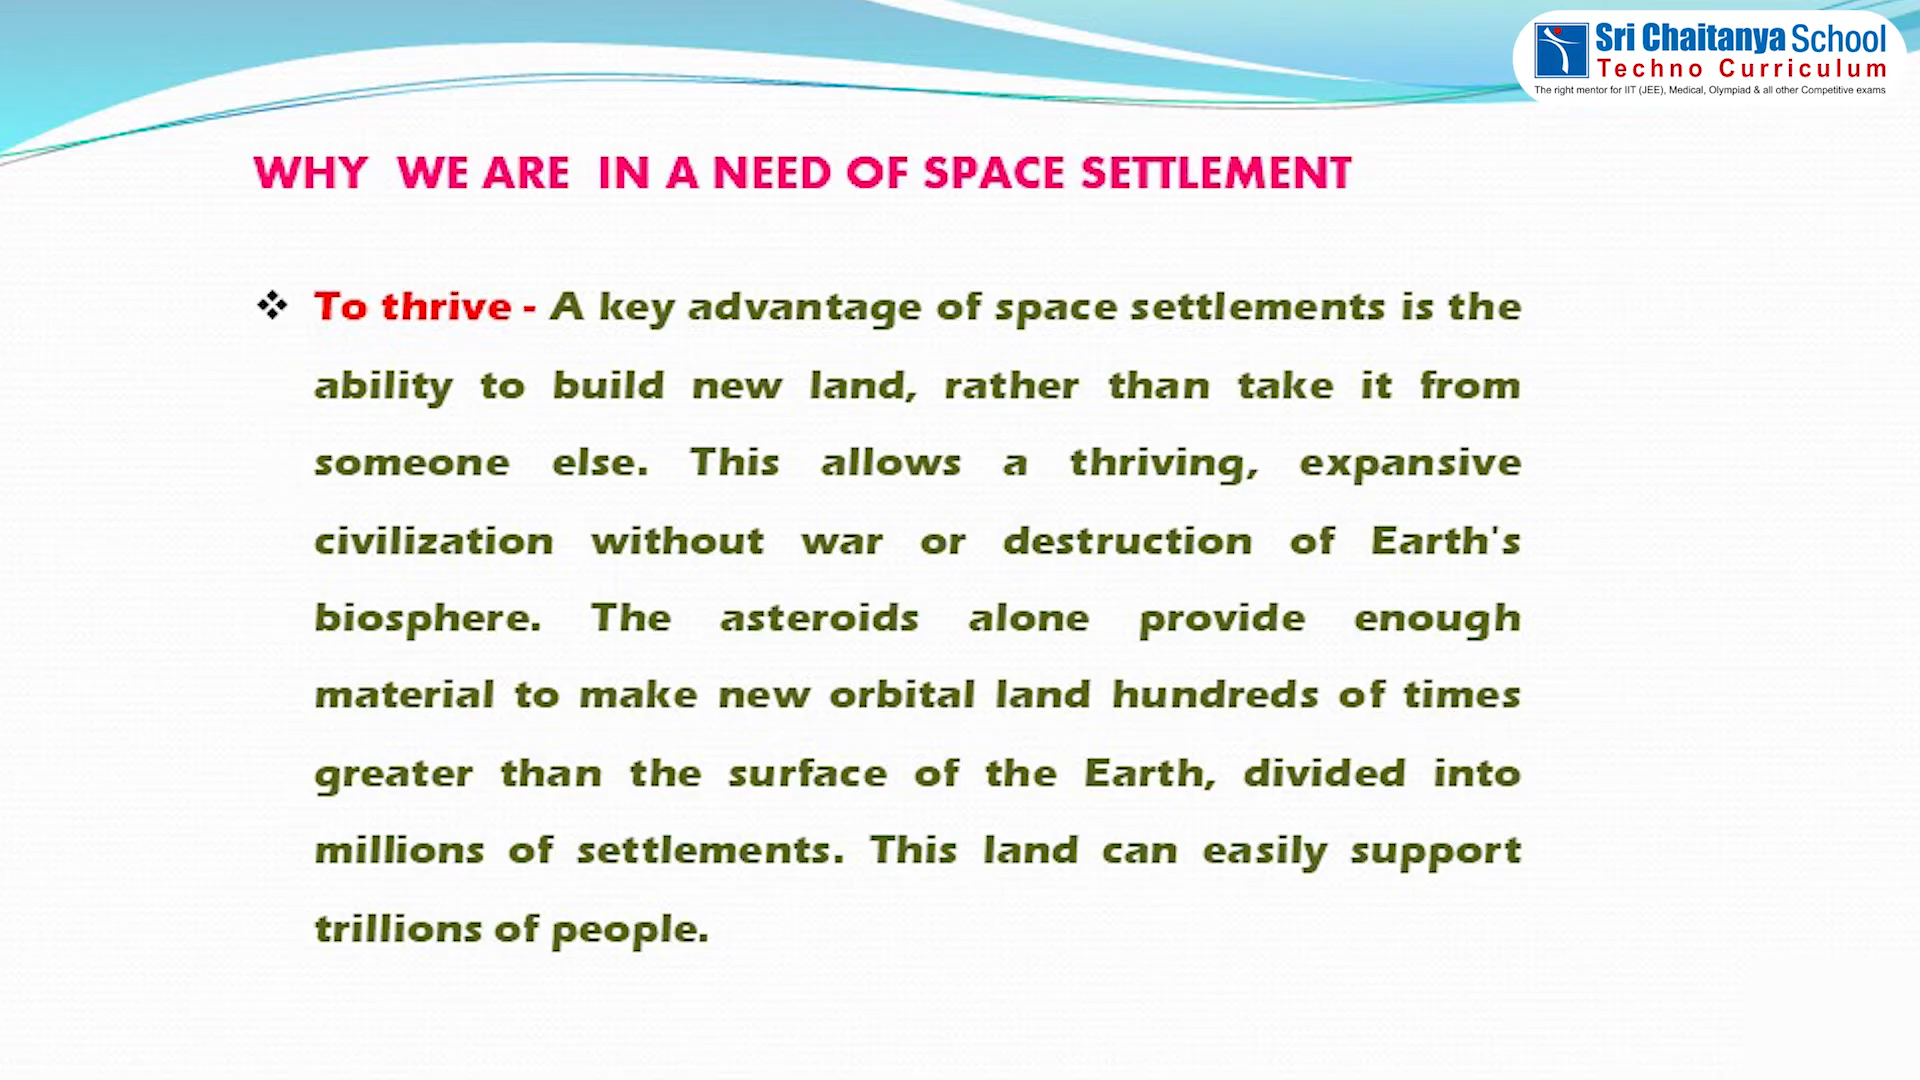 Sri Chaitanya School
Techno Curriculum
The right mentor for IIT (JEE), Medical, Olympiad & all other Competitive exams
WHY WE ARE IN A NEED OF SPACE SETTLEMENT
❖ To thrive - A key advantage of space settlements is the
ability to build new land, rather than take it from
someone else. This allows a thriving, expansive
civilization without war or destruction of Earth's
biosphere. The asteroids alone provide enough
material to make new orbital land hundreds of times
greater than the surface of the Earth, divided into
millions of settlements. This land can easily support
trillions of people.